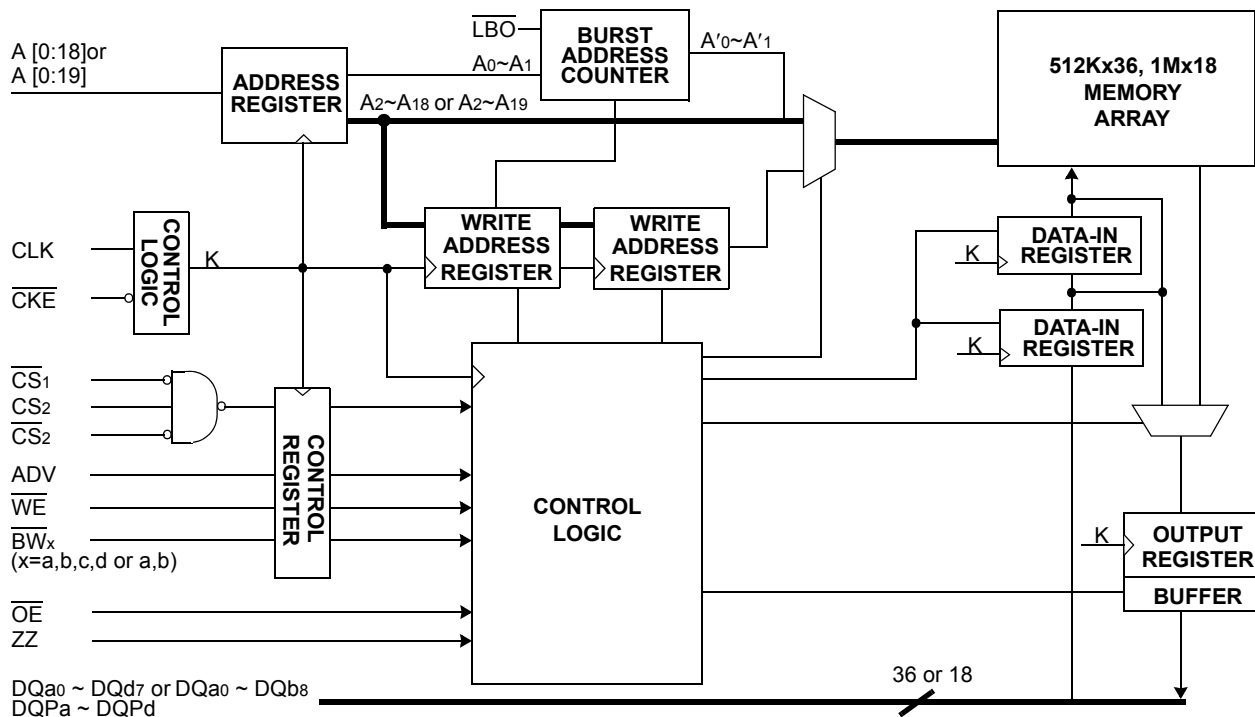 A [0:18]or
A [0:19]
ADDRESS
REGISTER
LBO
A0~A1
A2~A18 or A2~A19
BURST
ADDRESS
COUNTER
A′0~A′1
512Kx36, 1Mx18
MEMORY
ARRAY
CLK
CKE
CONTROL
LOGIC
K
WRITE
ADDRESS
REGISTER
WRITE
ADDRESS
REGISTER
DATA-IN
REGISTER
K
DATA-IN
REGISTER
K
CS1
CS2
CS2
ADV
WE
BWx
(x=a,b,c,d or a,b)
CONTROL
REGISTER
CONTROL
LOGIC
K
OUTPUT
REGISTER
BUFFER
OE
ZZ
DQa0 ~ DQd7 or DQa0 ~ DQb8
DQPa ~ DQPd
36 or 18